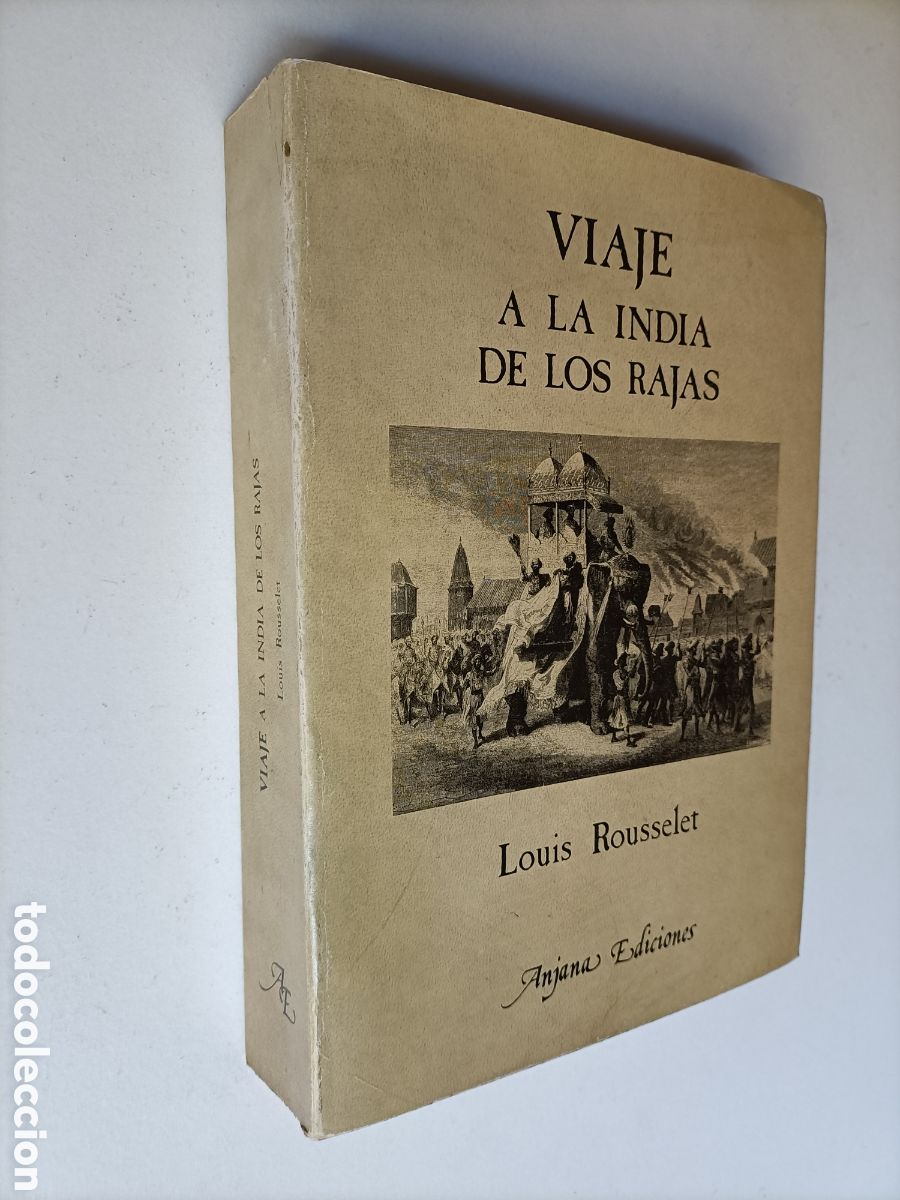 VIAJE
A LA INDIA
DE LOS RAJAS
Louis Rousselet
Anjana Ediciones
VIAJE A LA INDIA DE LOS RAJAS
Louis Rousselet
AE
todocoleccion